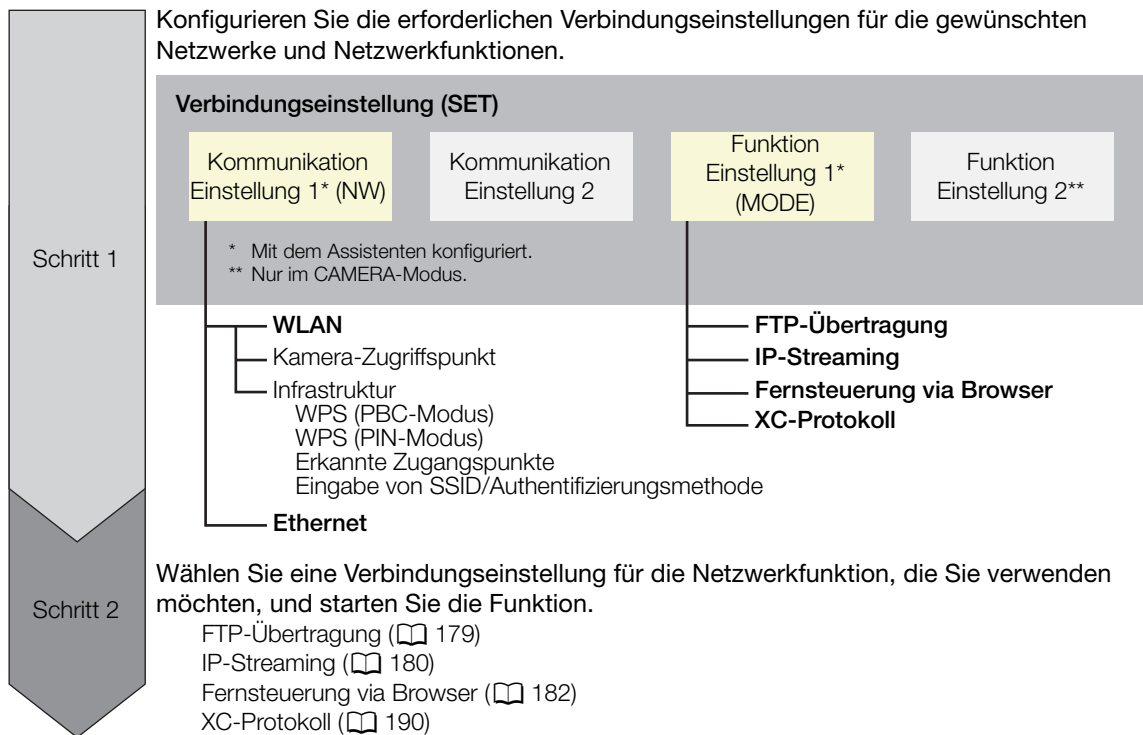 Konfigurieren Sie die erforderlichen Verbindungseinstellungen für die gewünschten
Netzwerke und Netzwerkfunktionen.
Schritt 1
Verbindungseinstellung (SET)
Kommunikation
Einstellung 1* (NW)
Kommunikation
Einstellung 2
Funktion
Einstellung 1*
(MODE)
Funktion
Einstellung 2**
* Mit dem Assistenten konfiguriert.
** Nur im CAMERA-Modus.
WLAN
Kamera-Zugriffspunkt
Infrastruktur
WPS (PBC-Modus)
WPS (PIN-Modus)
Erkannte Zugangspunkte
Eingabe von SSID/Authentifizierungsmethode
Ethernet
FTP-Übertragung
IP-Streaming
Fernsteuerung via Browser
XC-Protokoll
Schritt 2
Wählen Sie eine Verbindungseinstellung für die Netzwerkfunktion, die Sie verwenden
möchten, und starten Sie die Funktion.
FTP-Übertragung (📖 179)
IP-Streaming (📖 180)
Fernsteuerung via Browser (📖 182)
XC-Protokoll (📖 190)